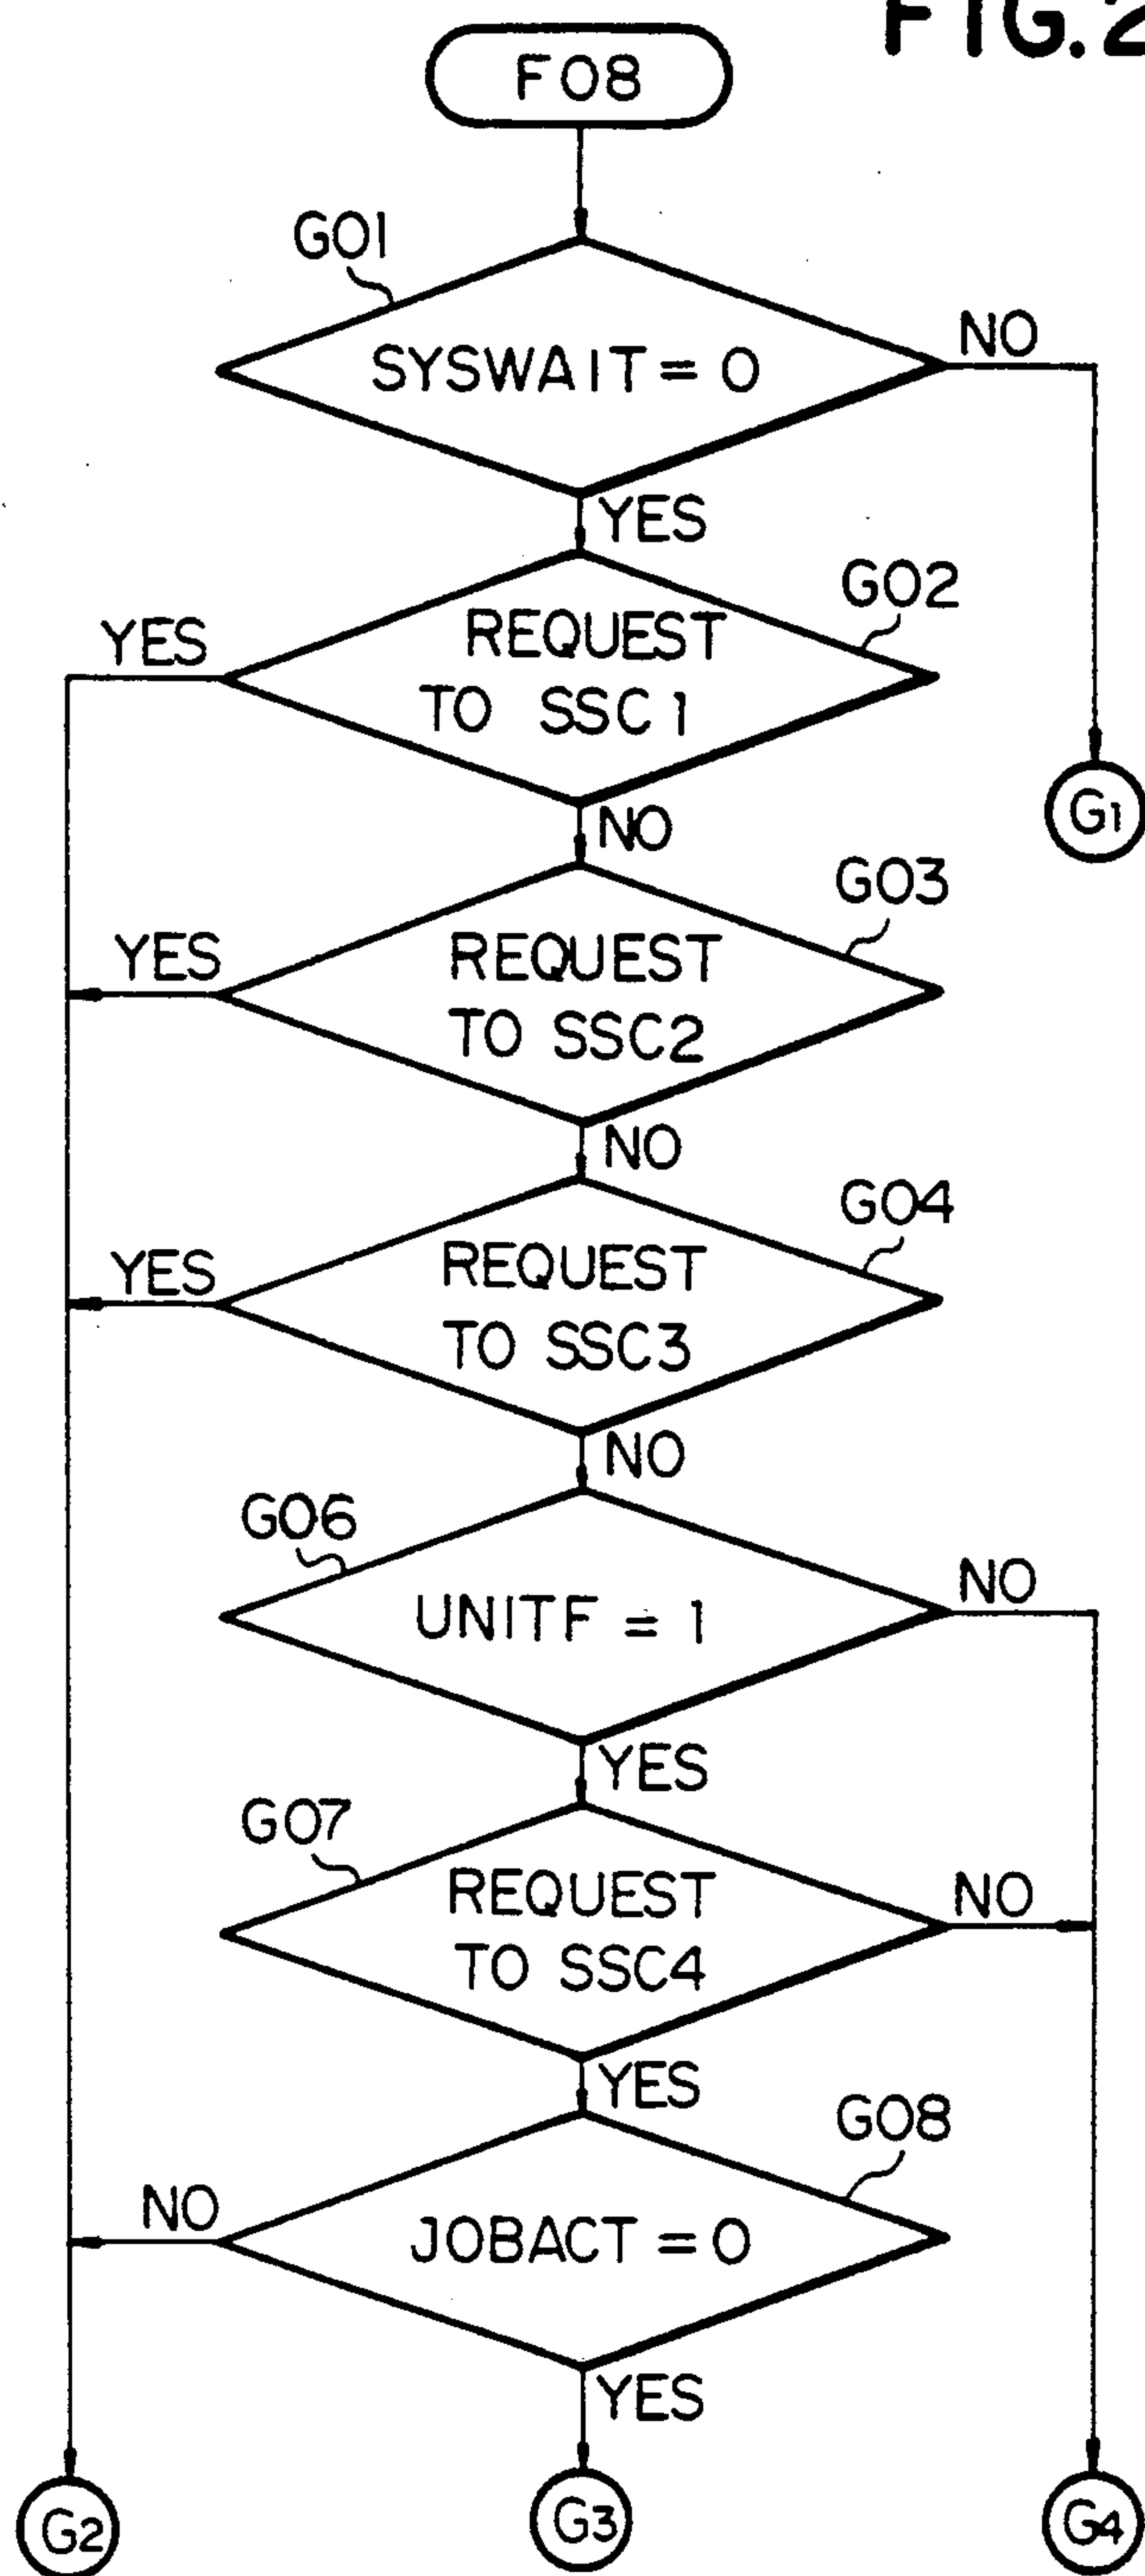 FIG. 2
F08
G01
SYSWAIT = 0
NO
YES
G02
YES
REQUEST
TO SSC1
G1
NO
G03
YES
REQUEST
TO SSC2
NO
G04
YES
REQUEST
TO SSC3
NO
G06
NO
UNITF = 1
YES
G07
REQUEST
NO
TO SSC4
YES
G08
NO
JOBACT = 0
YES
G2
G3
G4